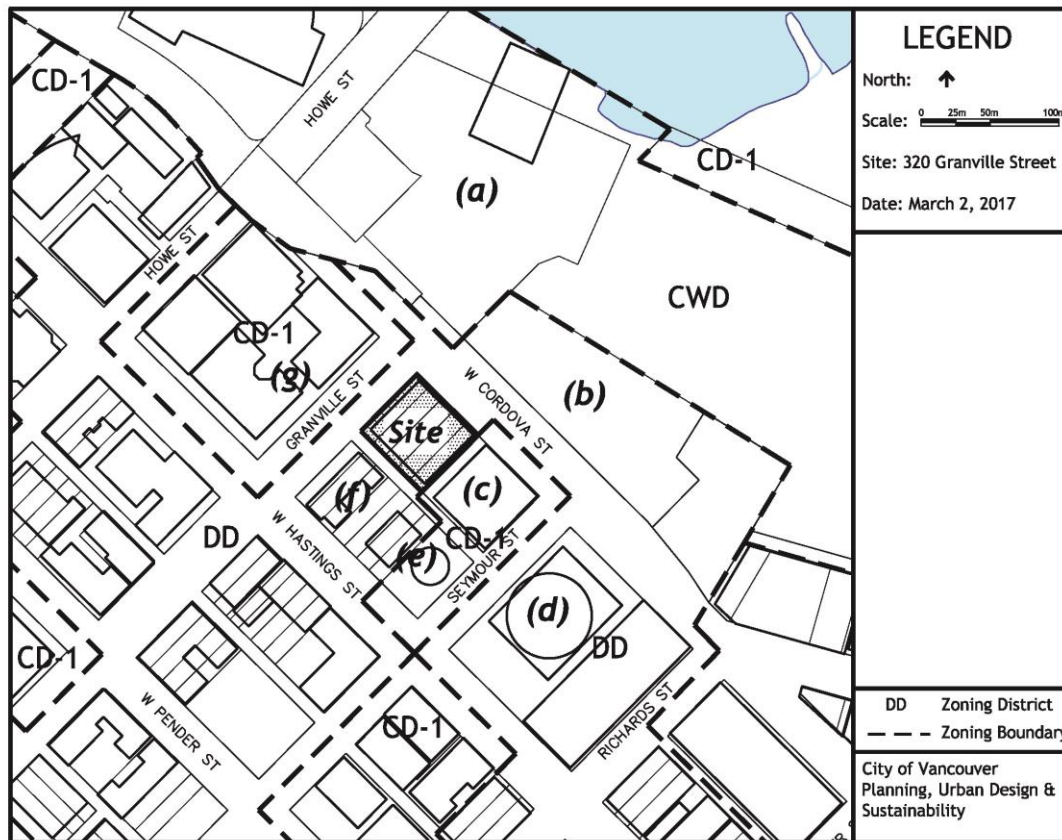 CD-1
HOWE ST
(a)
CD-1
CWD
HOWE ST
CD-1
(g)
GRANVILLE ST
W CORDOVA ST
(b)
Site
(c)
(f)
CD-1
(e)
SEYMOUR ST
DD
W HASTINGS ST
(d)
DD
CD-1
W PENDER ST
CD-1
RICHARDS ST
LEGEND
North:
Scale: 0 25m 50m 100m
Site: 320 Granville Street
Date: March 2, 2017
DD Zoning District
Zoning Boundary
City of Vancouver
Planning, Urban Design &
Sustainability